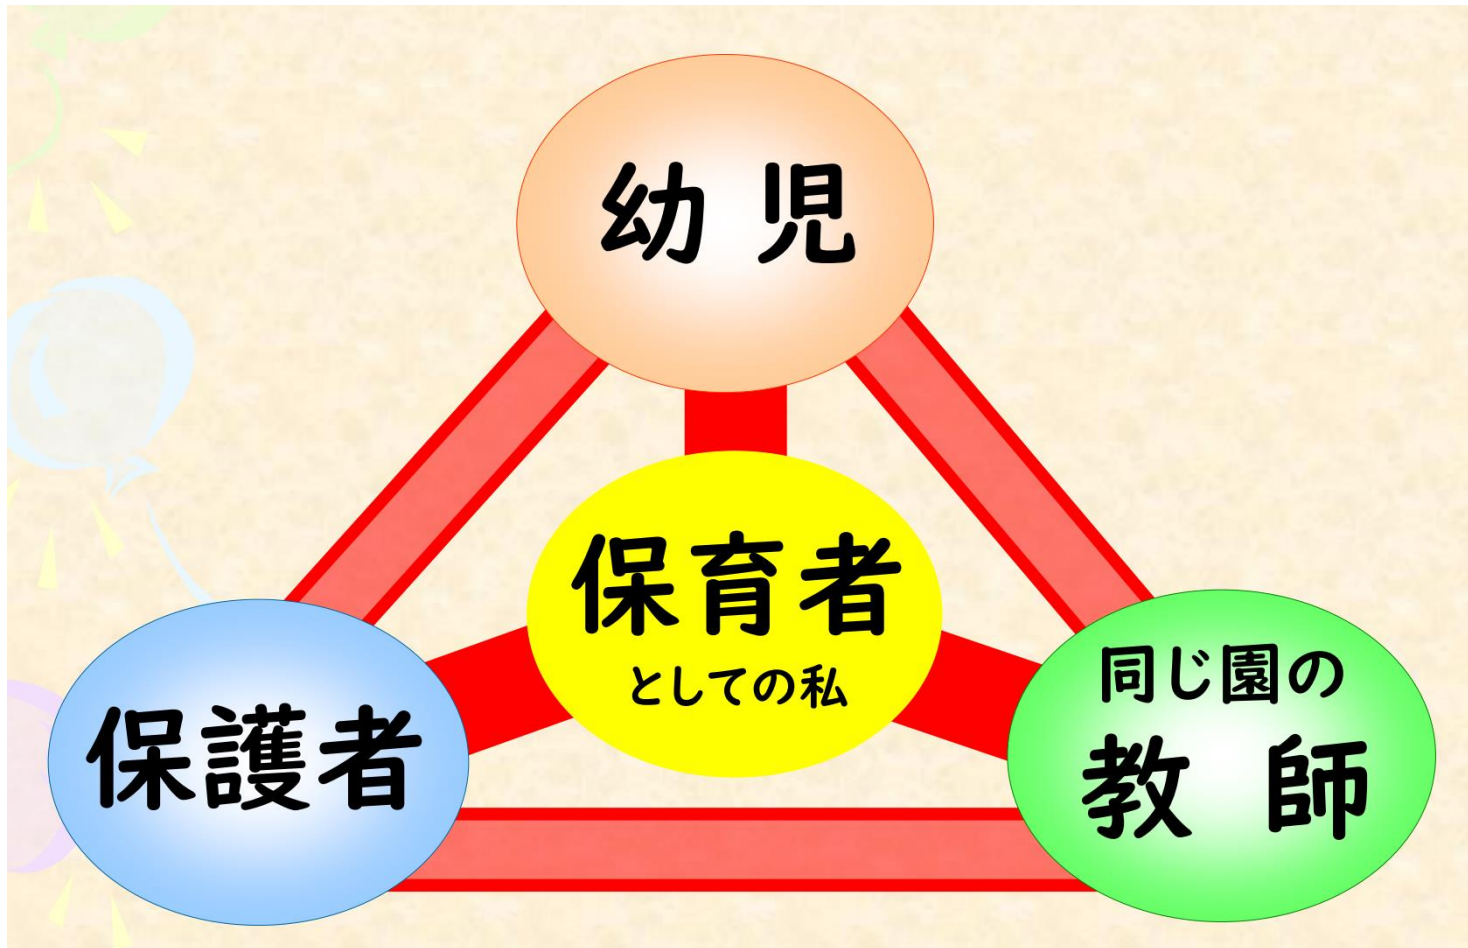 幼 児
保育者
としての私
保護者
同じ園の
教 師